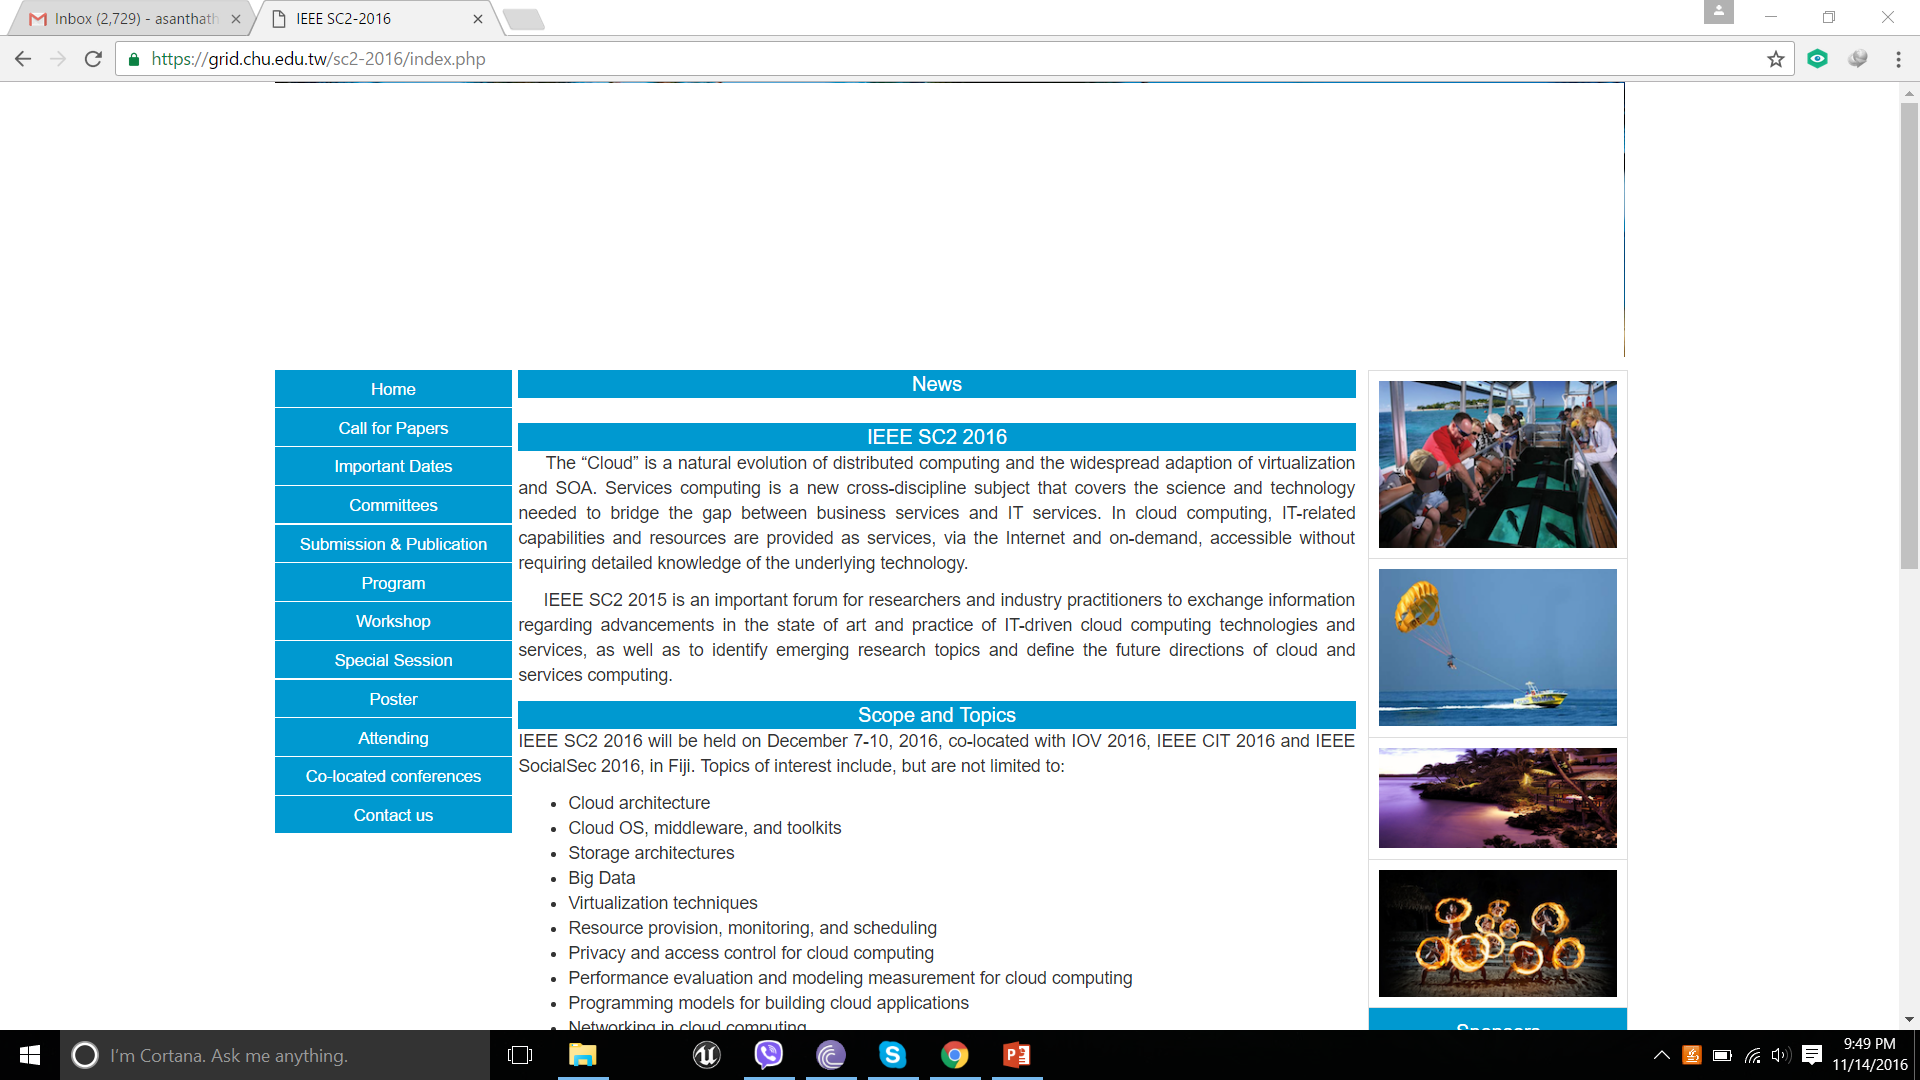 Inbox (2,729) - asanthath
IEEE SC2-2016
https://grid.chu.edu.tw/sc2-2016/index.php
Home
Call for Papers
Important Dates
Committees
Submission & Publication
Program
Workshop
Special Session
Poster
Attending
Co-located conferences
Contact us
News
IEEE SC2 2016
The “Cloud” is a natural evolution of distributed computing and the widespread adaption of virtualization
and SOA. Services computing is a new cross-discipline subject that covers the science and technology
needed to bridge the gap between business services and IT services. In cloud computing, IT-related
capabilities and resources are provided as services, via the Internet and on-demand, accessible without
requiring detailed knowledge of the underlying technology.
IEEE SC2 2015 is an important forum for researchers and industry practitioners to exchange information
regarding advancements in the state of art and practice of IT-driven cloud computing technologies and
services, as well as to identify emerging research topics and define the future directions of cloud and
services computing.
Scope and Topics
IEEE SC2 2016 will be held on December 7-10, 2016, co-located with IOV 2016, IEEE CIT 2016 and IEEE
SocialSec 2016, in Fiji. Topics of interest include, but are not limited to:
• Cloud architecture
• Cloud OS, middleware, and toolkits
• Storage architectures
• Big Data
• Virtualization techniques
• Resource provision, monitoring, and scheduling
• Privacy and access control for cloud computing
• Performance evaluation and modeling measurement for cloud computing
• Programming models for building cloud applications
• Networking in cloud computing
Sponsors
I'm Cortana. Ask me anything.
9:49 PM
11/14/2016